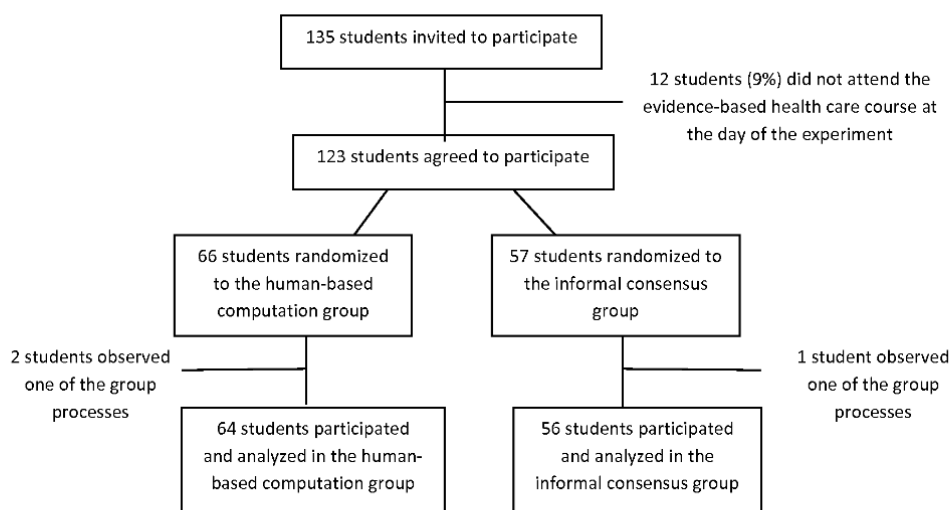 135 students invited to participate
12 students (9%) did not attend the
evidence-based health care course at
the day of the experiment
123 students agreed to participate
66 students randomized
to the human-based
computation group
57 students randomized to
the informal consensus
group
2 students observed
one of the group
processes
1 student observed
one of the group
processes
64 students participated
and analyzed in the human-
based computation group
56 students participated
and analyzed in the
informal consensus group